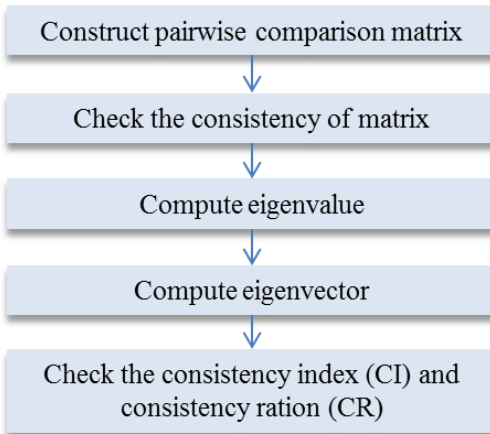 Construct pairwise comparison matrix
Check the consistency of matrix
Compute eigenvalue
Compute eigenvector
Check the consistency index (CI) and
consistency ration (CR)